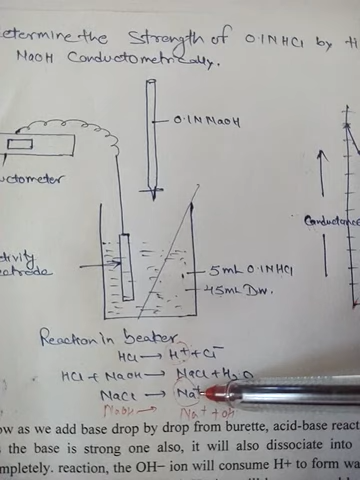 etermine the Strength of 0.1N HCl by
NaOH Conductometrically.
0.1N NaOH
uctometer
Conductance
ctivity
ectrode
5mL 0.1N HCl
45mL Dw.
Reaction in beaker
HCl → H+ + Cl-
HCl + NaOH → NaCl + H2O
NaCl → Na+
NaOH → Na+ + OH
ow as we add base drop by drop from burette, acid-base react
s the base is strong one also, it will also dissociate into
mpletely. reaction, the OH− ion will consume H+ to form wa